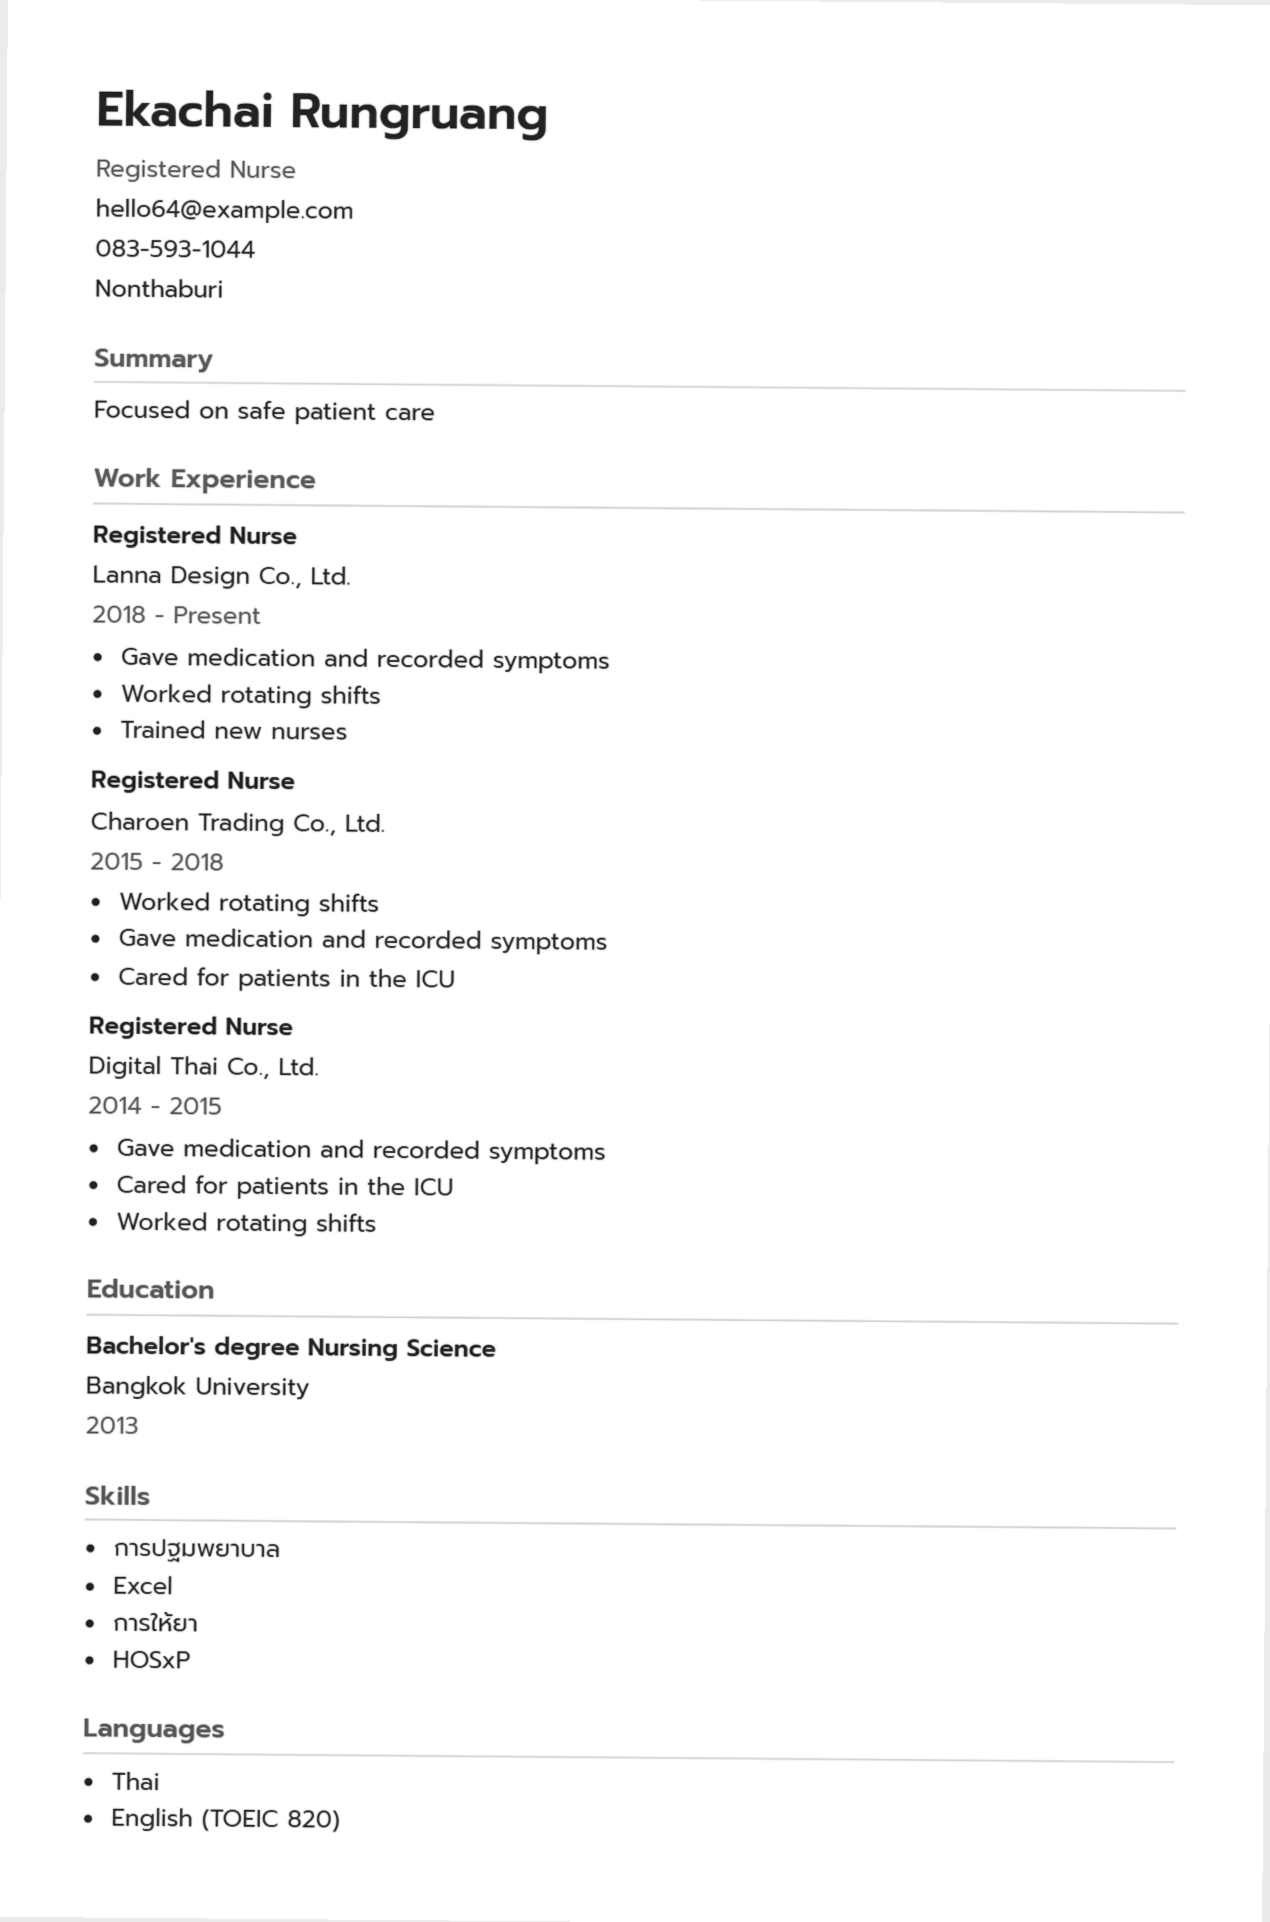 Ekachai Rungruang
Registered Nurse
hello64@example.com
083-593-1044
Nonthaburi
Summary
Focused on safe patient care
Work Experience
Registered Nurse
Lanna Design Co., Ltd.
2018 - Present
• Gave medication and recorded symptoms
• Worked rotating shifts
• Trained new nurses
Registered Nurse
Charoen Trading Co., Ltd.
2015 - 2018
• Worked rotating shifts
• Gave medication and recorded symptoms
• Cared for patients in the ICU
Registered Nurse
Digital Thai Co., Ltd.
2014 - 2015
• Gave medication and recorded symptoms
• Cared for patients in the ICU
• Worked rotating shifts
Education
Bachelor's degree Nursing Science
Bangkok University
2013
Skills
• การปฐมพยาบาล
• Excel
• การให้ยา
• HOSxP
Languages
• Thai
• English (TOEIC 820)